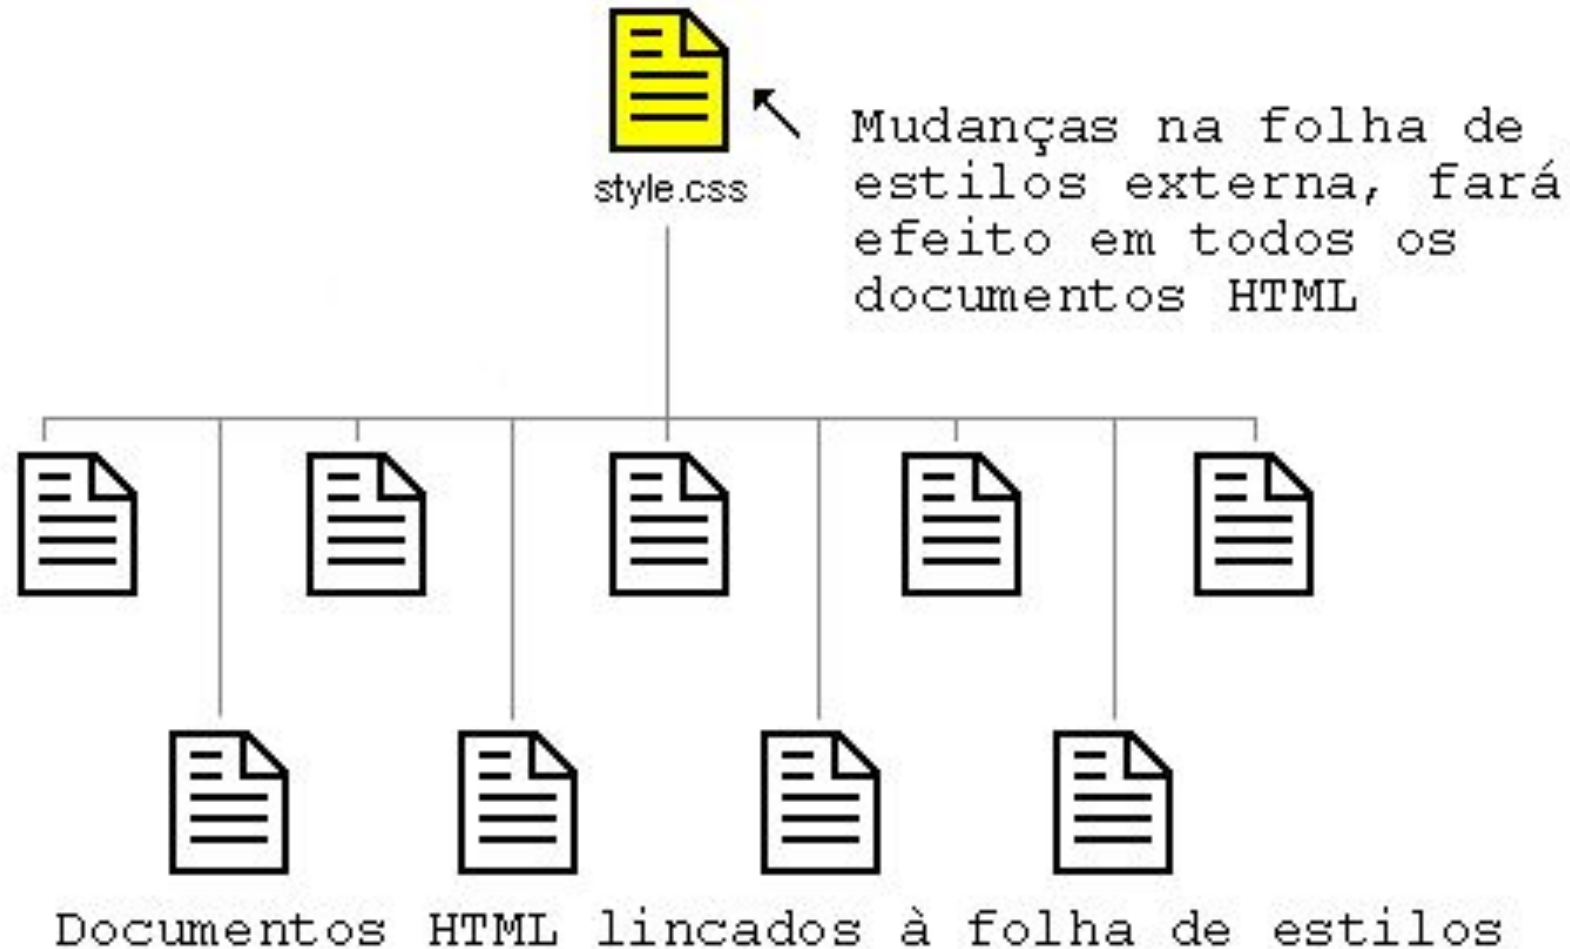 style.css
Mudanças na folha de
estilos externa, fará
efeito em todos os
documentos HTML
Documentos HTML lincados à folha de estilos